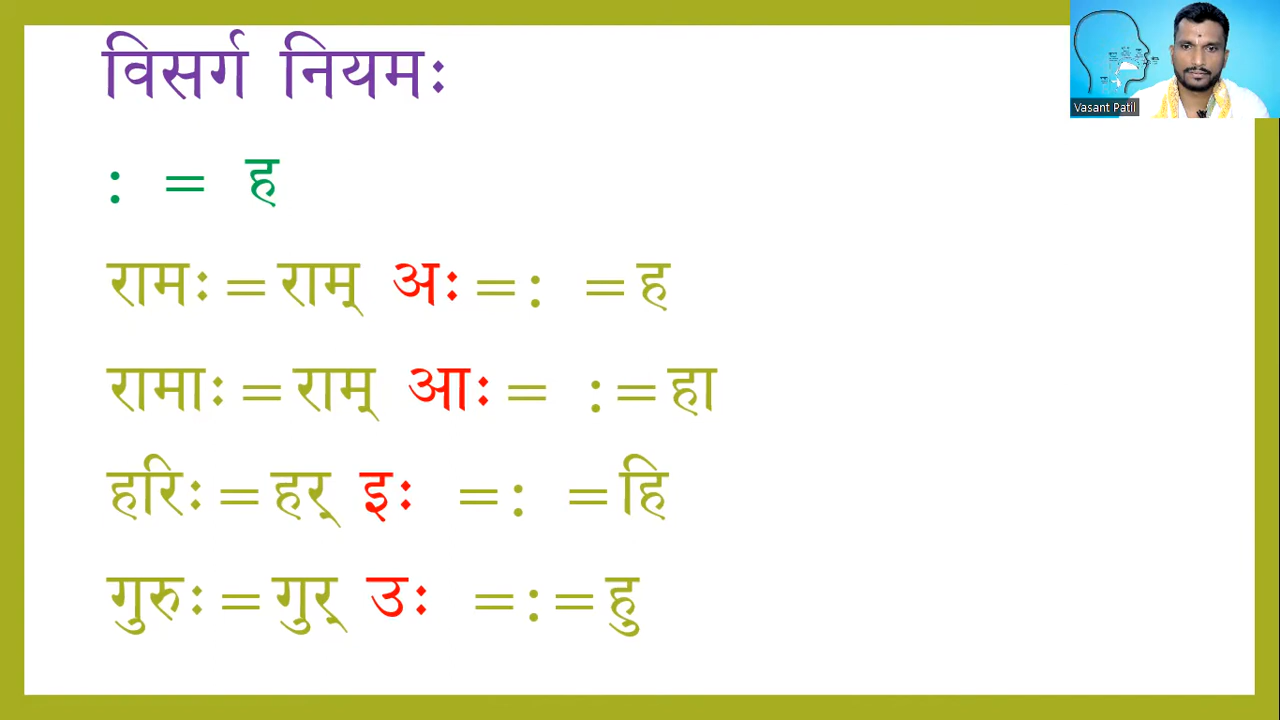 विसर्ग नियमः
: = ह
रामः = राम् अः = : = ह
रामाः = राम् आः = : = हा
हरिः = हर् इः = : = हि
गुरुः = गुर् उः = : = हु
Vasant Patil